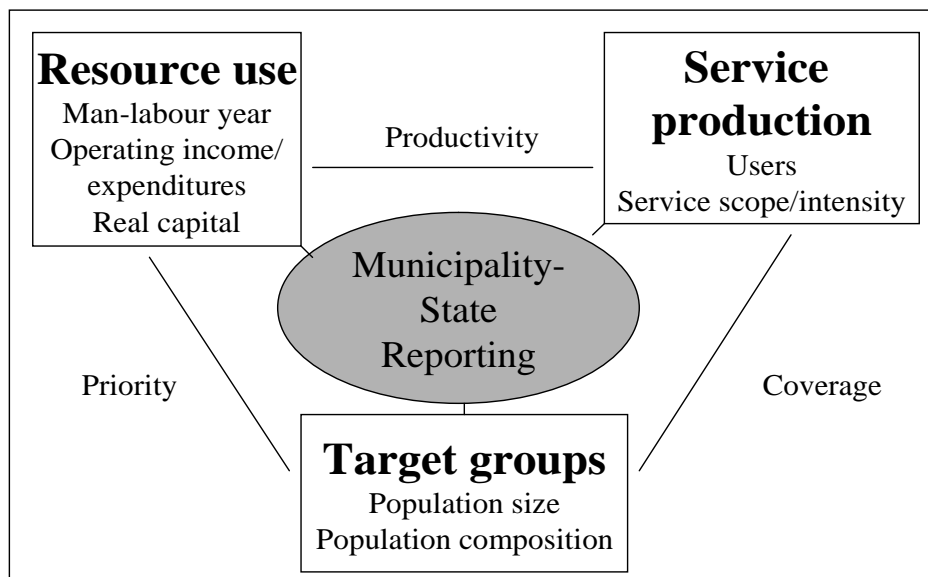 Resource use
Man-labour year
Operating income/
expenditures
Real capital
Productivity
Service
production
Users
Service scope/intensity
Municipality-
State
Reporting
Priority
Coverage
Target groups
Population size
Population composition